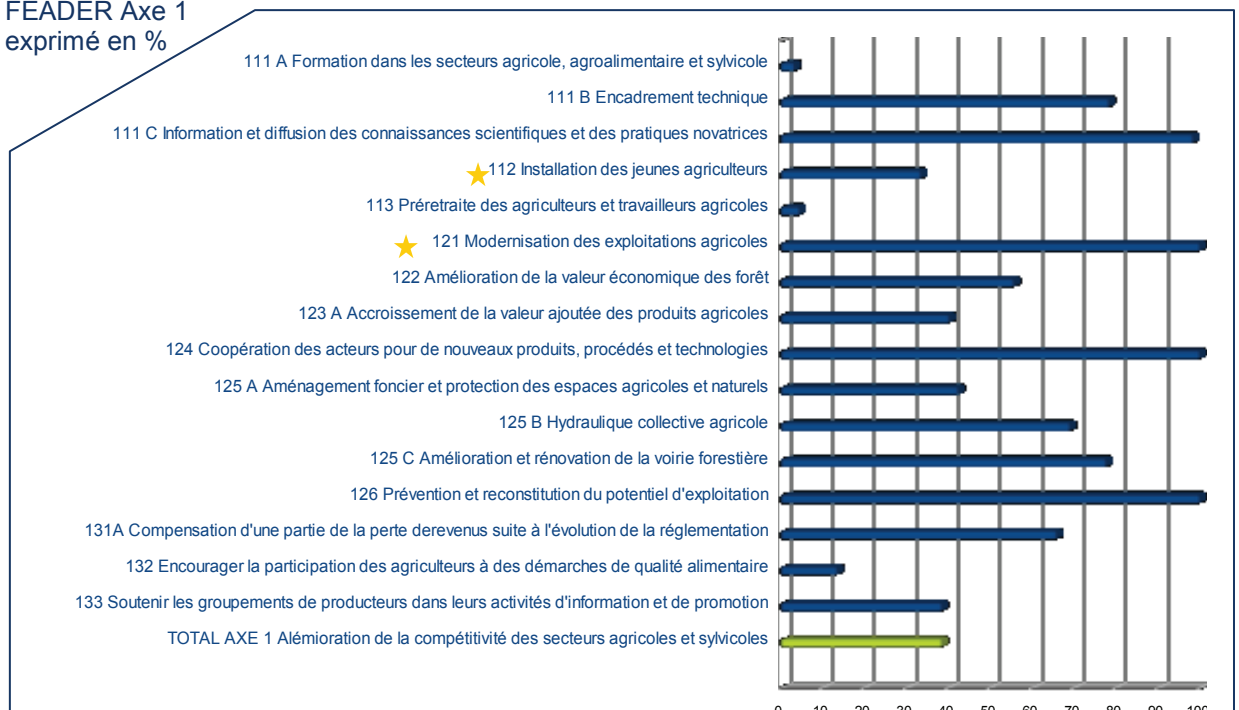 FEADER Axe 1
exprimé en %
111 A Formation dans les secteurs agricole, agroalimentaire et sylvicole
111 B Encadrement technique
111 C Information et diffusion des connaissances scientifiques et des pratiques novatrices
112 Installation des jeunes agriculteurs
113 Préretraite des agriculteurs et travailleurs agricoles
121 Modernisation des exploitations agricoles
122 Amélioration de la valeur économique des forêt
123 A Accroissement de la valeur ajoutée des produits agricoles
124 Coopération des acteurs pour de nouveaux produits, procédés et technologies
125 A Aménagement foncier et protection des espaces agricoles et naturels
125 B Hydraulique collective agricole
125 C Amélioration et rénovation de la voirie forestière
126 Prévention et reconstitution du potentiel d'exploitation
131A Compensation d'une partie de la perte derevenus suite à l'évolution de la réglementation
132 Encourager la participation des agriculteurs à des démarches de qualité alimentaire
133 Soutenir les groupements de producteurs dans leurs activités d'information et de promotion
TOTAL AXE 1 Alémioration de la compétitivité des secteurs agricoles et sylvicoles
0 10 20 30 40 50 60 70 80 90 100